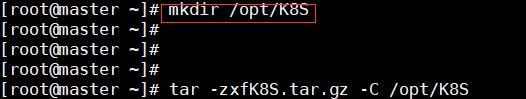 [root@master ~]# mkdir /opt/K8S
[root@master ~]#
[root@master ~]#
[root@master ~]#
[root@master ~]# tar -zxfK8S.tar.gz -C /opt/K8S